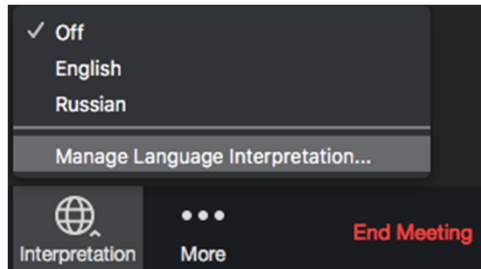 Off
English
Russian
Manage Language Interpretation...
Interpretation
More
End Meeting